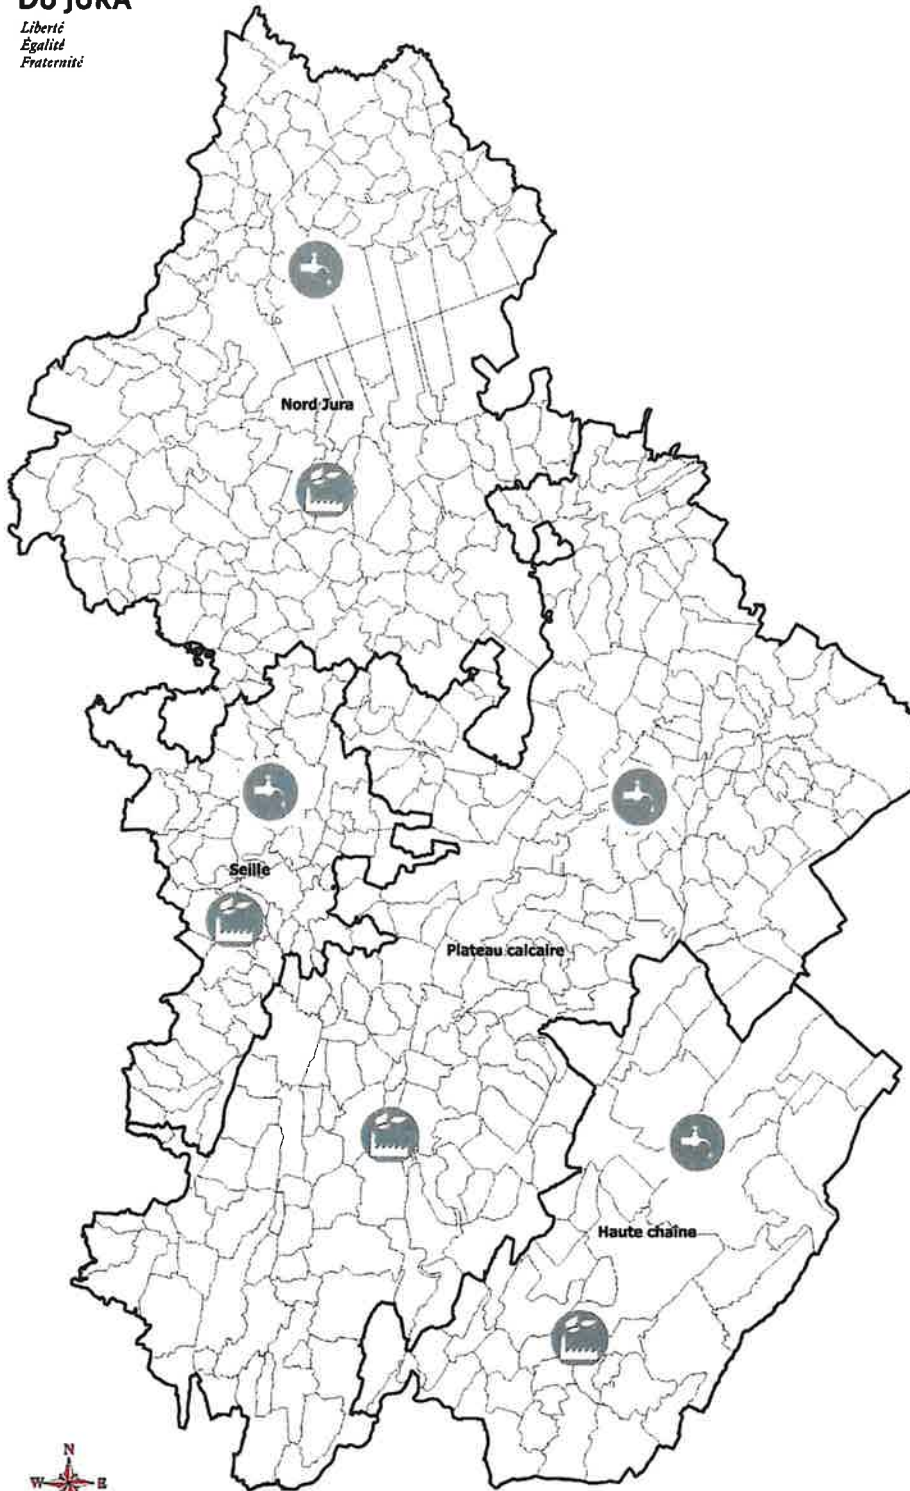 DU JURA
Liberté
Égalité
Fraternité
Nord Jura
Seille
Plateau calcaire
Haute chaîne
N
W E